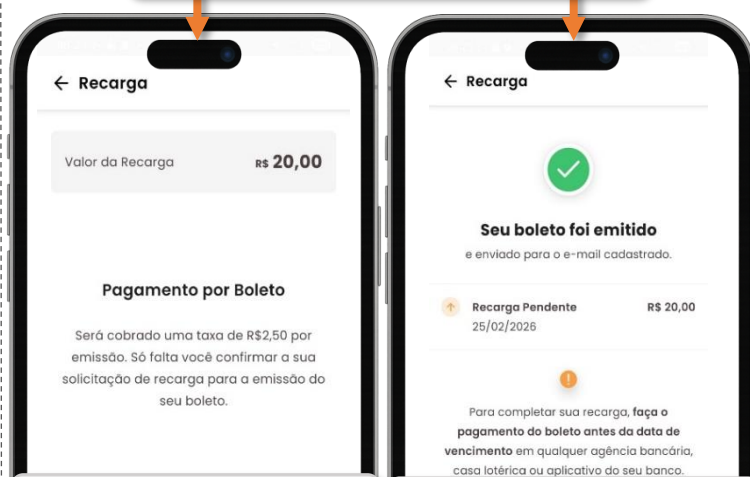 ← Recarga
Valor da Recarga R$ 20,00
Pagamento por Boleto
Será cobrado uma taxa de R$2,50 por
emissão. Só falta você confirmar a sua
solicitação de recarga para a emissão do
seu boleto.
← Recarga
Seu boleto foi emitido
e enviado para o e-mail cadastrado.
Recarga Pendente R$ 20,00
25/02/2026
Para completar sua recarga, faça o
pagamento do boleto antes da data de
vencimento em qualquer agência bancária,
casa lotérica ou aplicativo do seu banco.